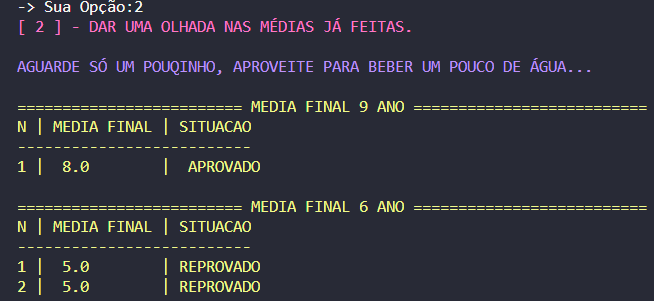 -> Sua Opção:2
[ 2 ] - DAR UMA OLHADA NAS MÉDIAS JÁ FEITAS.
AGUARDE SÓ UM POUQINHO, APROVEITE PARA BEBER UM POUCO DE ÁGUA...
========================= MEDIA FINAL 9 ANO ==========================
N | MEDIA FINAL | SITUACAO
--------------------------
1 |  8.0        |  APROVADO
========================= MEDIA FINAL 6 ANO ==========================
N | MEDIA FINAL | SITUACAO
--------------------------
1 |  5.0        | REPROVADO
2 |  5.0        | REPROVADO